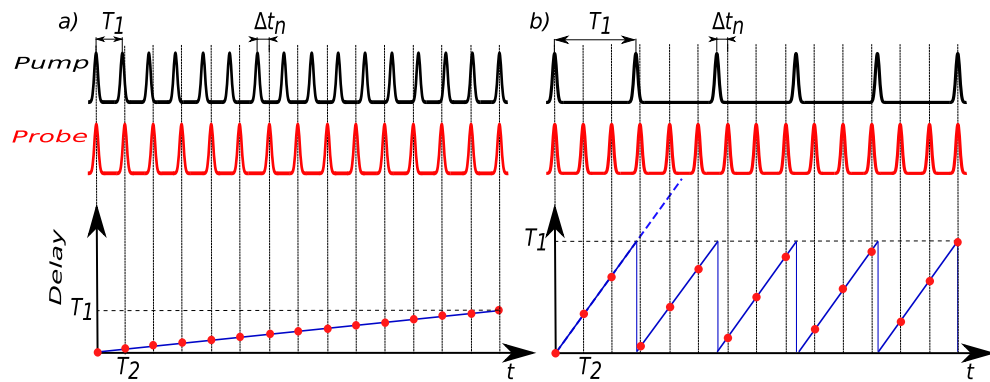 a) T1 Δtn b) T1 Δtn
Pump
Probe
Delay
T1
T2
t
T1
T2
t